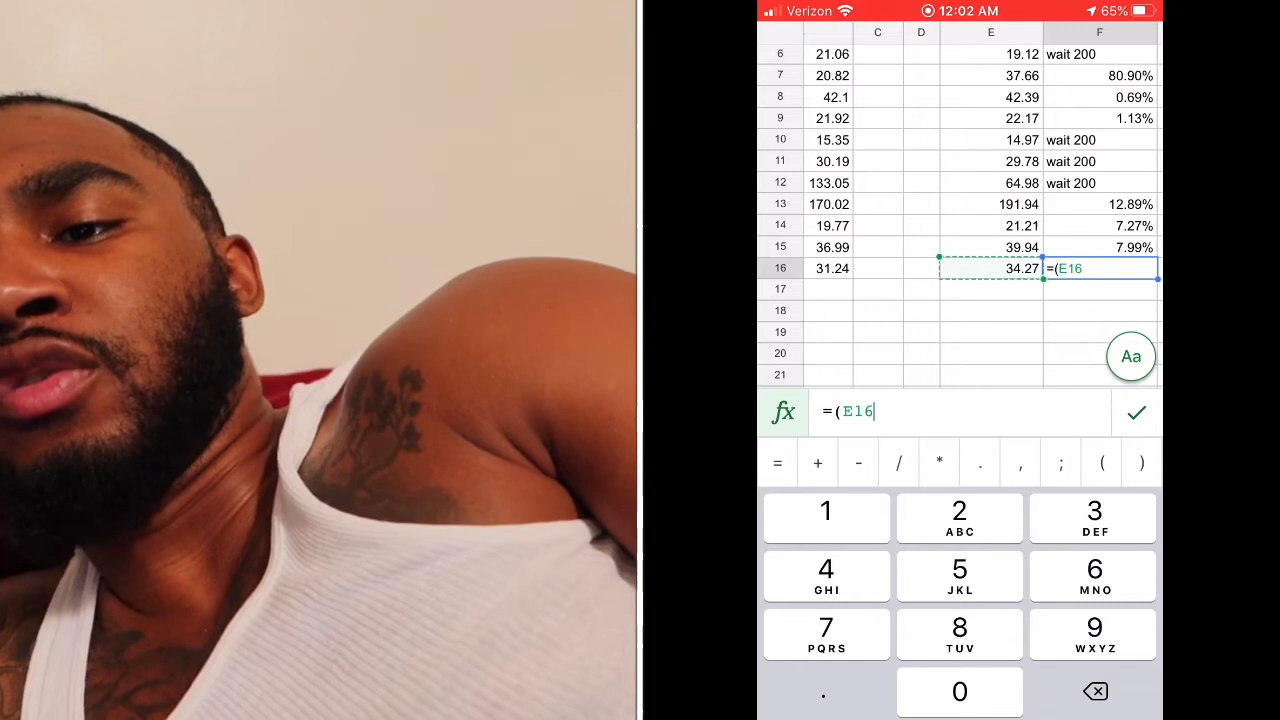 Verizon 12:02 AM 65%
C D E F
6 21.06 19.12 wait 200
7 20.82 37.66 80.90%
8 42.1 42.39 0.69%
9 21.92 22.17 1.13%
10 15.35 14.97 wait 200
11 30.19 29.78 wait 200
12 133.05 64.98 wait 200
13 170.02 191.94 12.89%
14 19.77 21.21 7.27%
15 36.99 39.94 7.99%
16 31.24 34.27 =(E16
17
18
19
20
21
Aa
fx =(E16
= + - / * . , ; ( )
1 2 3
ABC DEF
4 5 6
GHI JKL MNO
7 8 9
PQRS TUV WXYZ
. 0